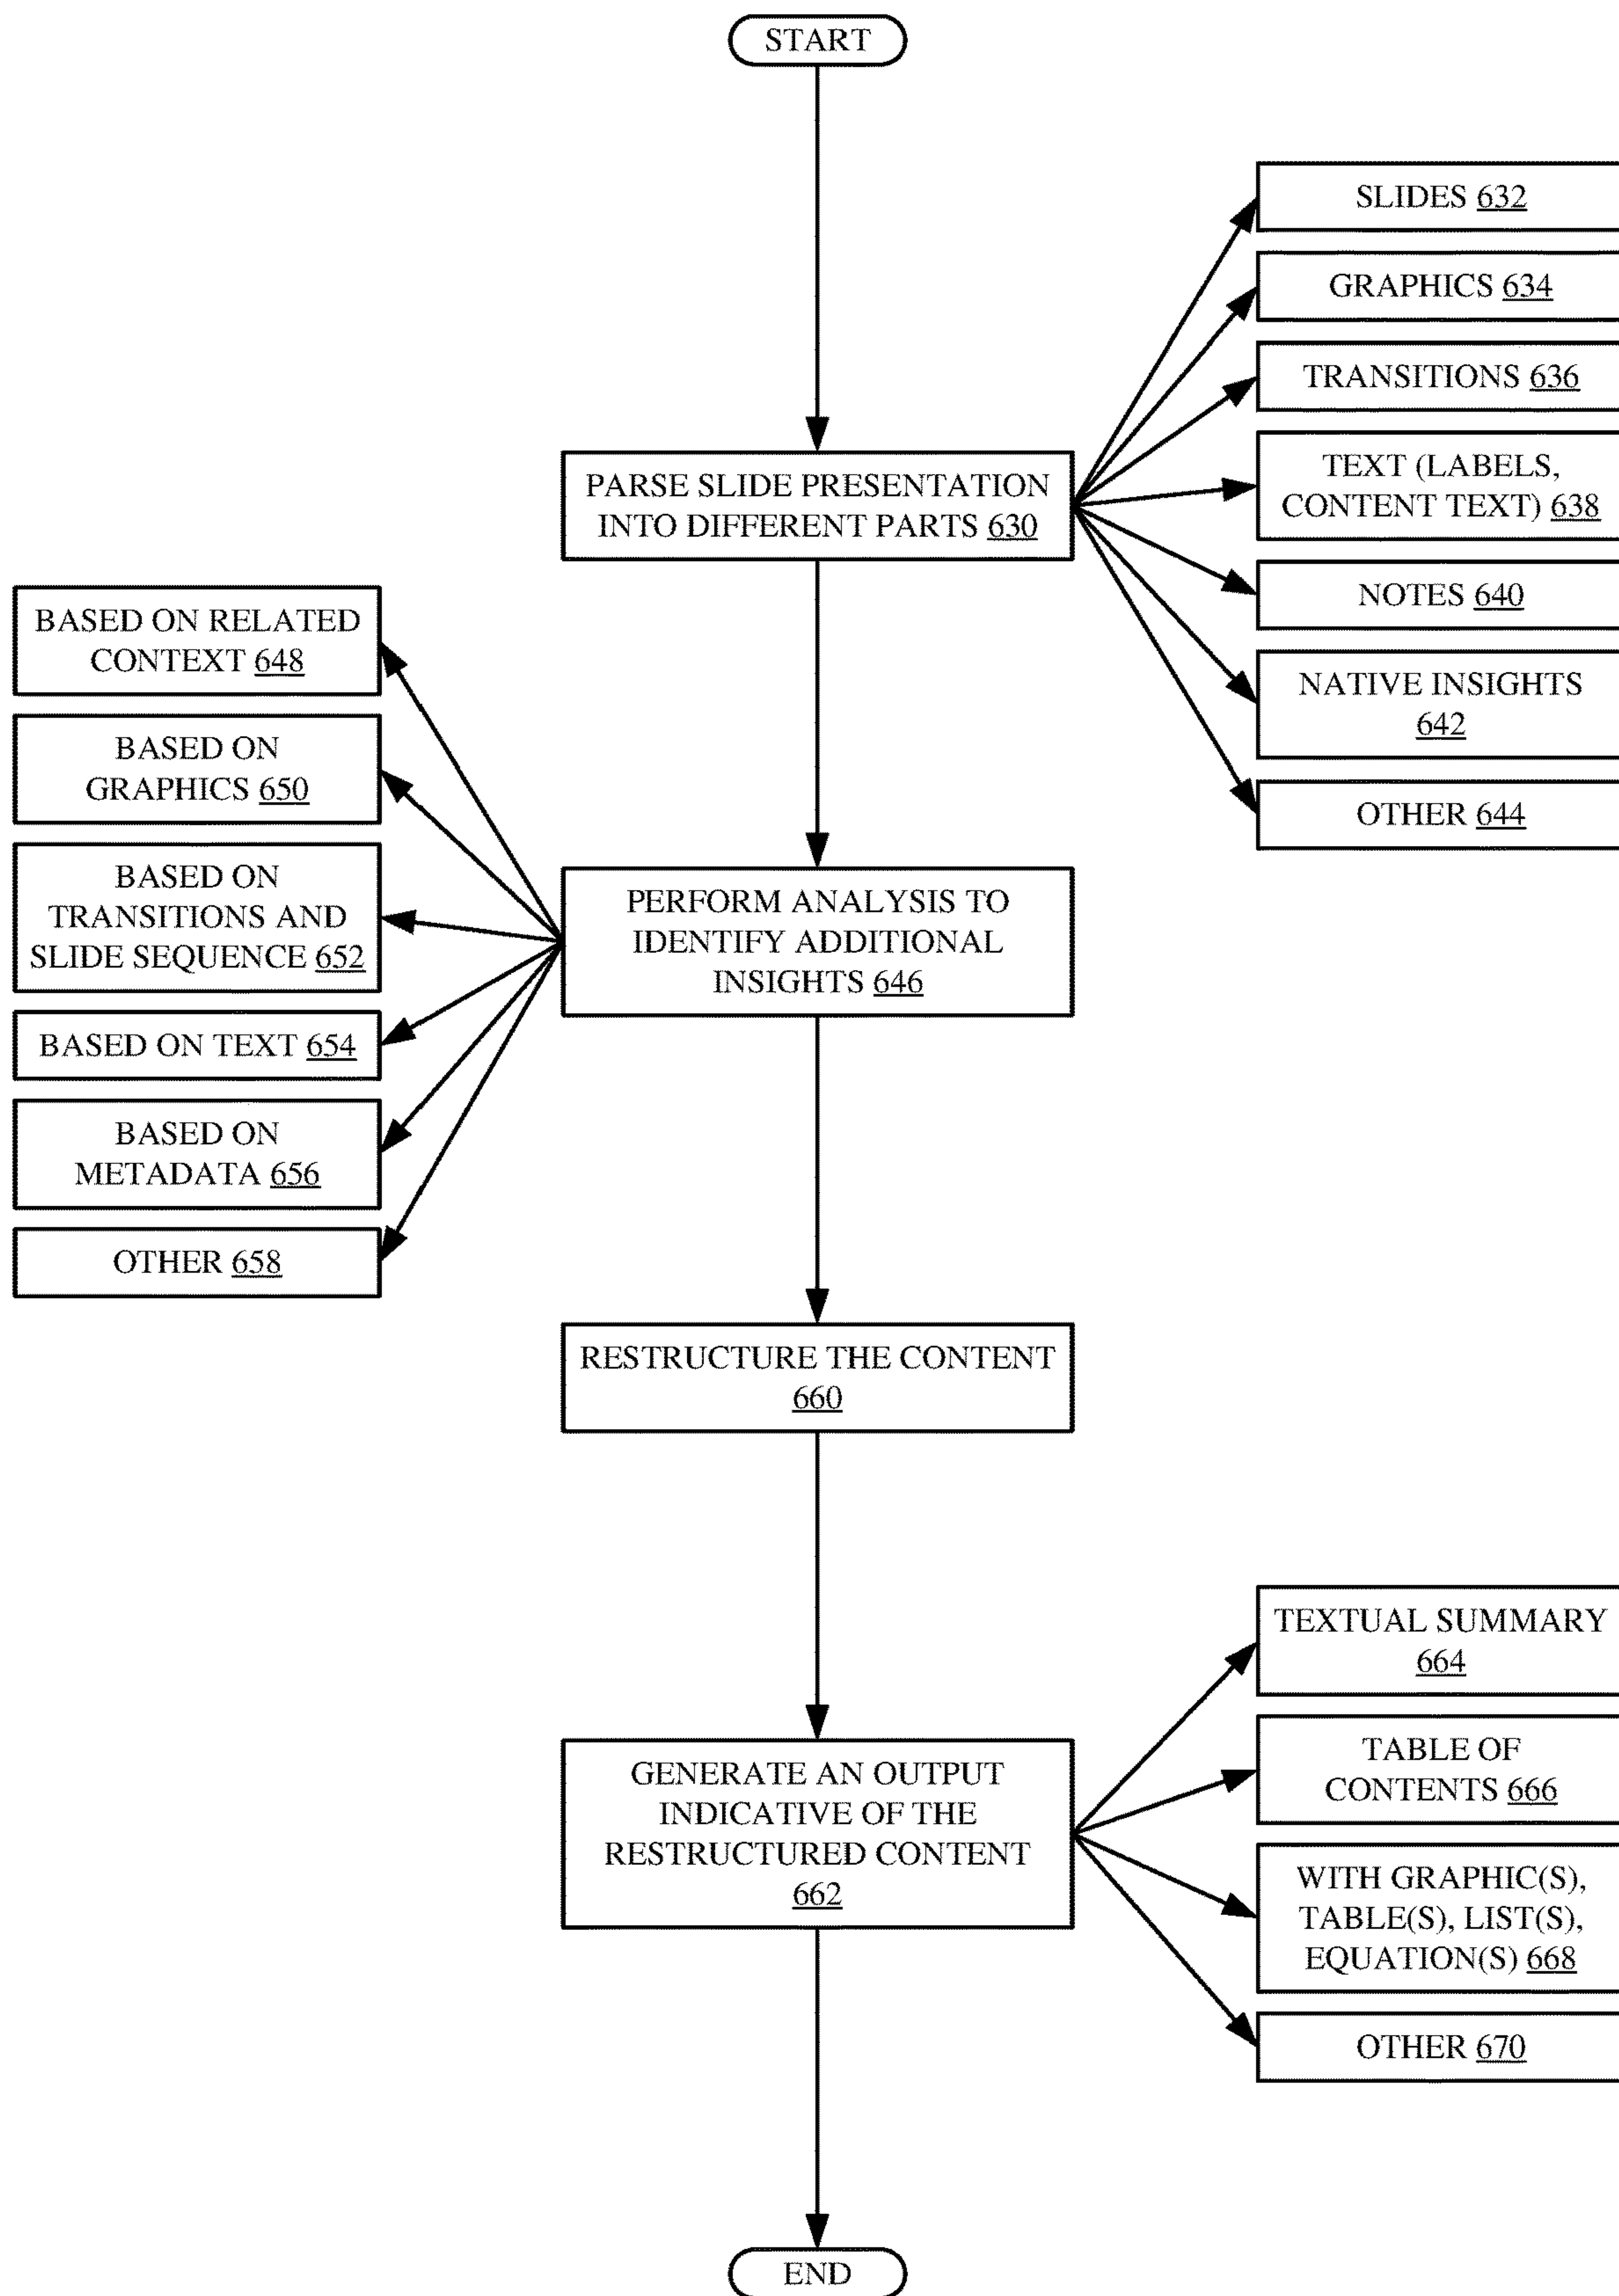 START
SLIDES 632
GRAPHICS 634
TRANSITIONS 636
TEXT (LABELS,
CONTENT TEXT) 638
NOTES 640
NATIVE INSIGHTS
642
OTHER 644
PARSE SLIDE PRESENTATION
INTO DIFFERENT PARTS 630
BASED ON RELATED
CONTEXT 648
BASED ON
GRAPHICS 650
BASED ON
TRANSITIONS AND
SLIDE SEQUENCE 652
BASED ON TEXT 654
BASED ON
METADATA 656
OTHER 658
PERFORM ANALYSIS TO
IDENTIFY ADDITIONAL
INSIGHTS 646
RESTRUCTURE THE CONTENT
660
GENERATE AN OUTPUT
INDICATIVE OF THE
RESTRUCTURED CONTENT
662
TEXTUAL SUMMARY
664
TABLE OF
CONTENTS 666
WITH GRAPHIC(S),
TABLE(S), LIST(S),
EQUATION(S) 668
OTHER 670
END